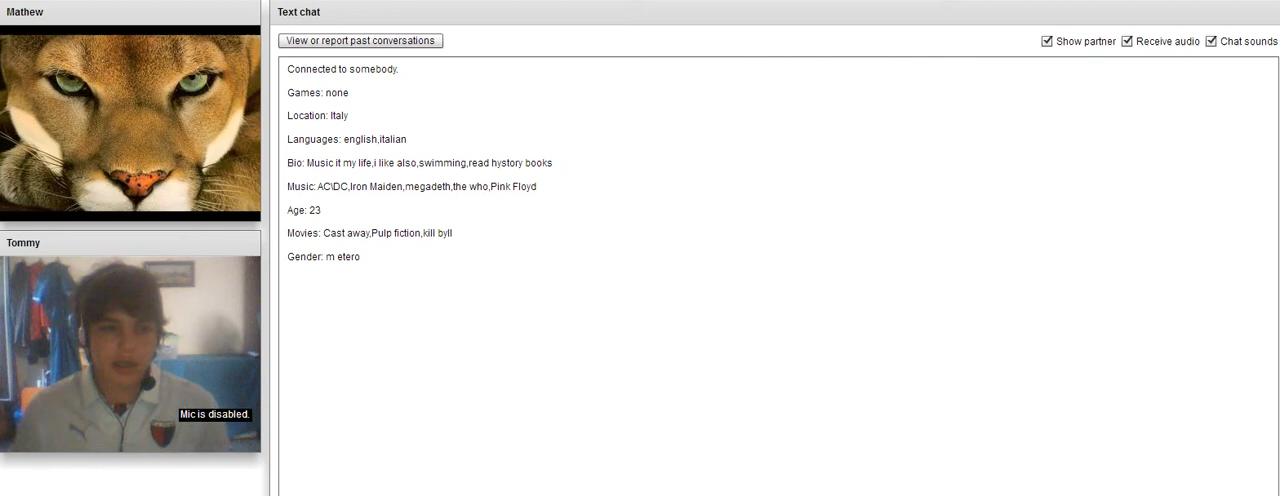 Mathew
Text chat
View or report past conversations
Show partner
Receive audio
Chat sounds
Connected to somebody.
Games: none
Location: Italy
Languages: english,italian
Bio: Music it my life,i like also,swimming,read hystory books
Music: AC\DC,Iron Maiden,megadeth,the who,Pink Floyd
Age: 23
Movies: Cast away,Pulp fiction,kill byll
Gender: m etero
Tommy
Mic is disabled.